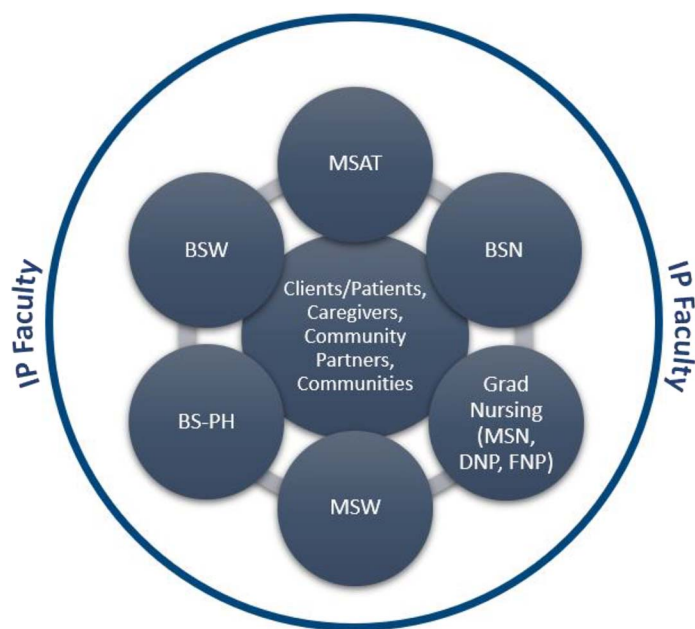 MSAT
BSW
BSN
Clients/Patients,
Caregivers,
Community
Partners,
Communities
IP Faculty
IP Faculty
BS-PH
Grad
Nursing
(MSN,
DNP, FNP)
MSW